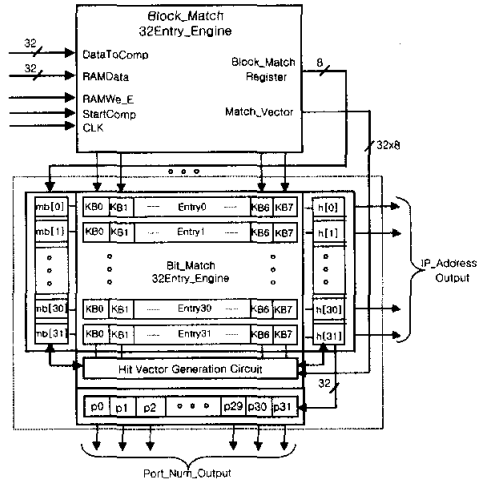 Block_Match
32Entry_Engine
32
DataToComp
Block_Match
8
32
RAMData
Register
RAMWe_E
StartComp
Match_Vector
CLK
32x8
mb[0] KB0 KB1 Entry0 KB6 KB7 h[0]
mb[1] KB0 KB1 Entry1 KB6 KB7 h[1]
Bit_Match
32Entry_Engine
IP_Address
Output
mb[30] KB0 KB1 Entry30 KB6 KB7 h[30]
mb[31] KB0 KB1 Entry31 KB6 KB7 h[31]
Hit Vector Generation Circuit
32
p0 p1 p2 p29 p30 p31
Port_Num_Output